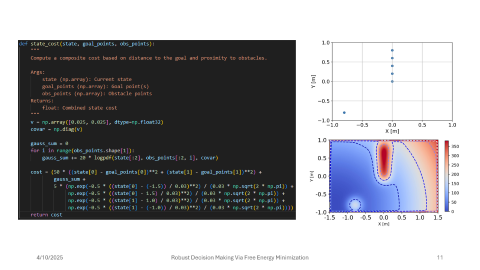 def state_cost(state, goal_points, obs_points):
"""
Compute a composite cost based on distance to the goal and proximity to obstacles.
Args:
state (np.array): Current state
goal_points (np.array): Goal point(s)
obs_points (np.array): Obstacle points
Returns:
float: Combined state cost
"""
v = np.array([0.025, 0.025], dtype=np.float32)
covar = np.diag(v)
gauss_sum = 0
for i in range(obs_points.shape[1]):
gauss_sum += 20 * logpdf(state[:2], obs_points[:2, i], covar)
cost = (50 * ((state[0] - goal_points[0])**2 + (state[1] - goal_points[1])**2) +
gauss_sum +
5 * (np.exp(-0.5 * ((state[0] - (-1.5)) / 0.03)**2) / (0.03 * np.sqrt(2 * np.pi)) +
np.exp(-0.5 * ((state[0] - 1.5) / 0.03)**2) / (0.03 * np.sqrt(2 * np.pi)) +
np.exp(-0.5 * ((state[1] - 1.0) / 0.03)**2) / (0.03 * np.sqrt(2 * np.pi)) +
np.exp(-0.5 * ((state[1] - (-1.0)) / 0.03)**2) / (0.03 * np.sqrt(2 * np.pi))))
return cost
1.0
0.5
0.0
−0.5
−1.0
Y [m]
−1.0 −0.5 0.0 0.5 1.0
X [m]
1.0
0.5
0.0
-0.5
-1.0
Y [m]
-1.5 -1.0 -0.5 0.0 0.5 1.0 1.5
X [m]
350
300
250
200
150
100
50
0
4/10/2025
Robust Decision Making Via Free Energy Minimization
11